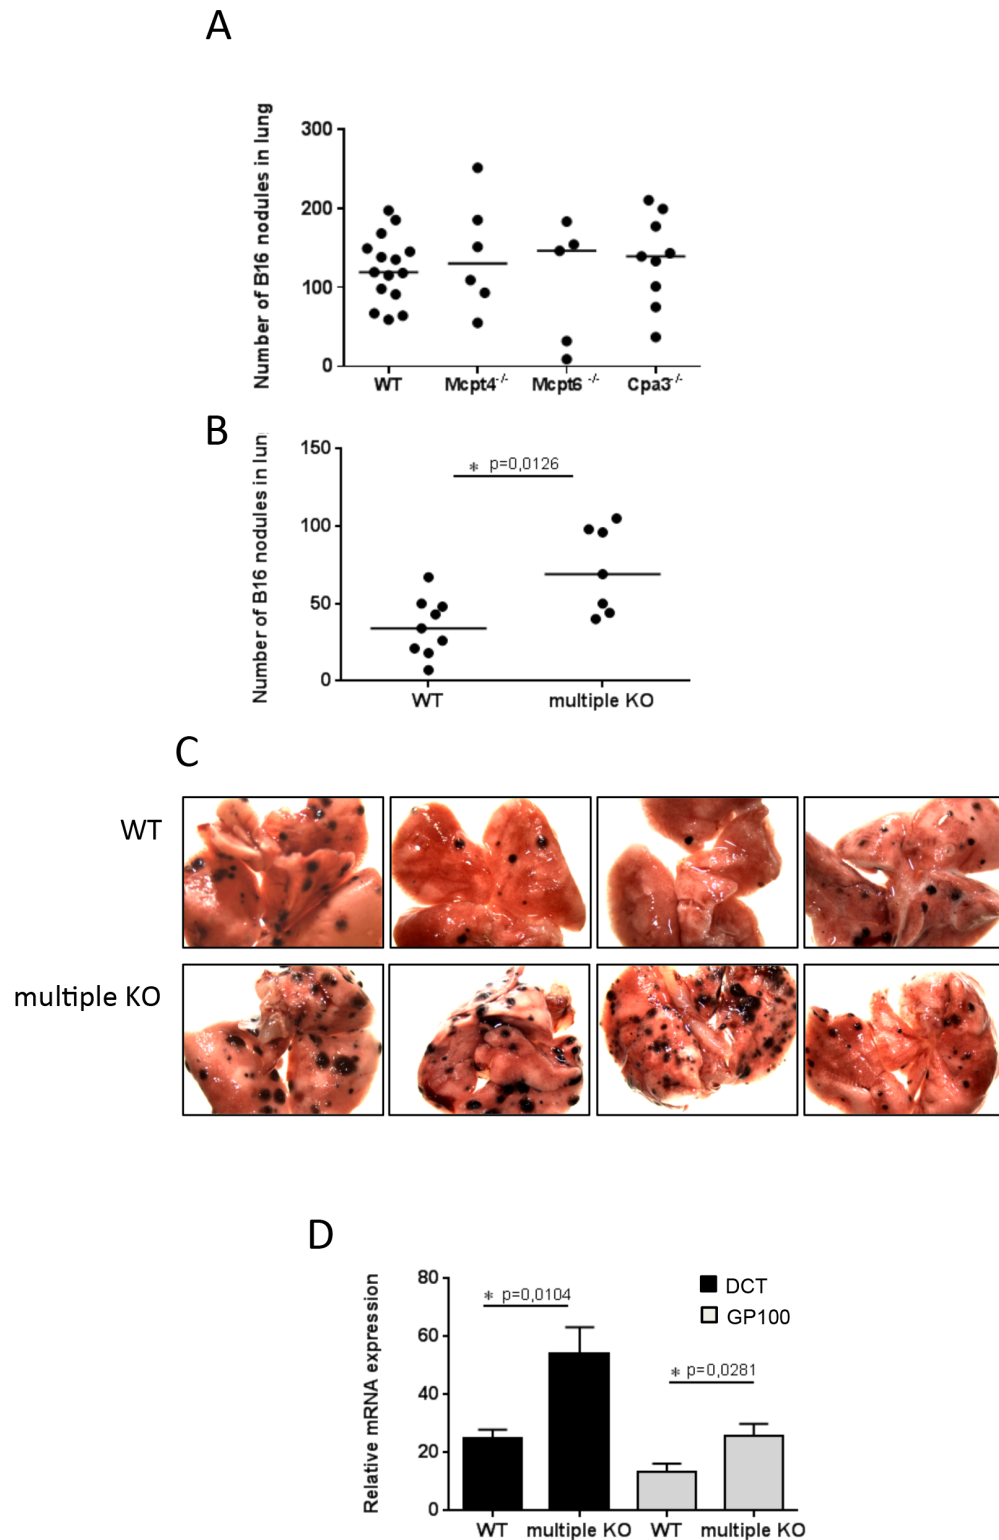 A
Number of B16 nodules in lung
300
200
100
0
WT Mcpt4-/- Mcpt6 -/- Cpa3-/-
B
Number of B16 nodules in lun
150
100
50
0
* p=0,0126
WT multiple KO
C
WT
multiple KO
D
Relative mRNA expression
80
60
40
20
0
* p=0,0104
* p=0,0281
DCT
GP100
WT multiple KO WT multiple KO